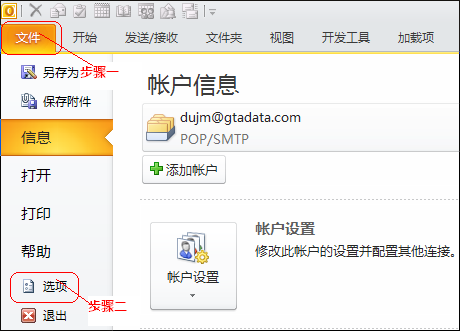 文件 开始 发送/接收 文件夹 视图 开发工具 加载项
步骤一
另存为
保存附件
信息
打开
打印
帮助
选项
步骤二
退出
帐户信息
dujm@gtadata.com
POP/SMTP
添加帐户
帐户设置
帐户设置
修改此帐户的设置并配置其他连接。